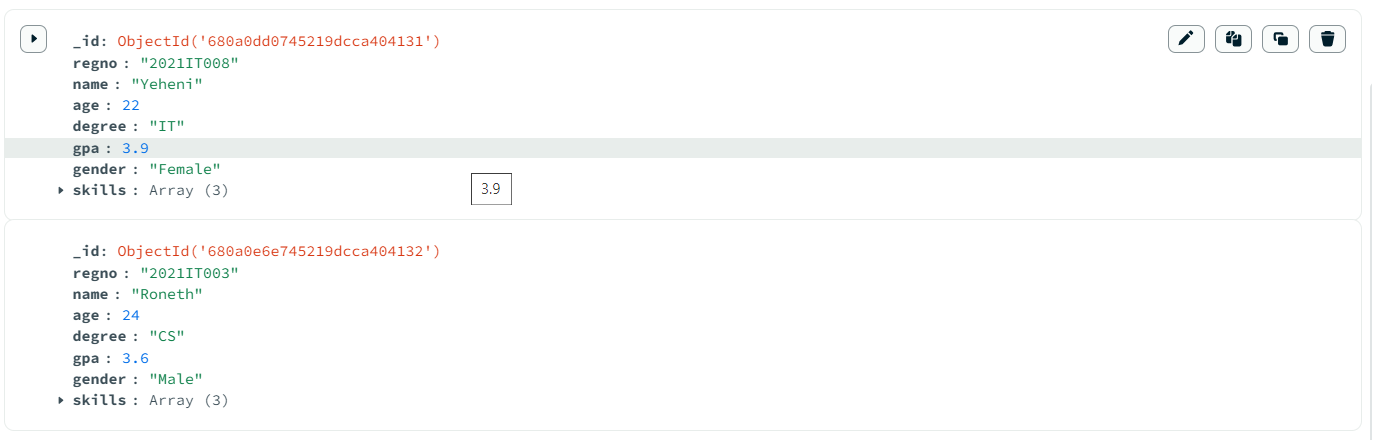 _id: ObjectId('680a0dd0745219dcca404131')
regno : "2021IT008"
name : "Yeheni"
age : 22
degree : "IT"
gpa : 3.9
gender : "Female"
skills : Array (3)
3.9
_id: ObjectId('680a0e6e745219dcca404132')
regno : "2021IT003"
name : "Roneth"
age : 24
degree : "CS"
gpa : 3.6
gender : "Male"
skills : Array (3)